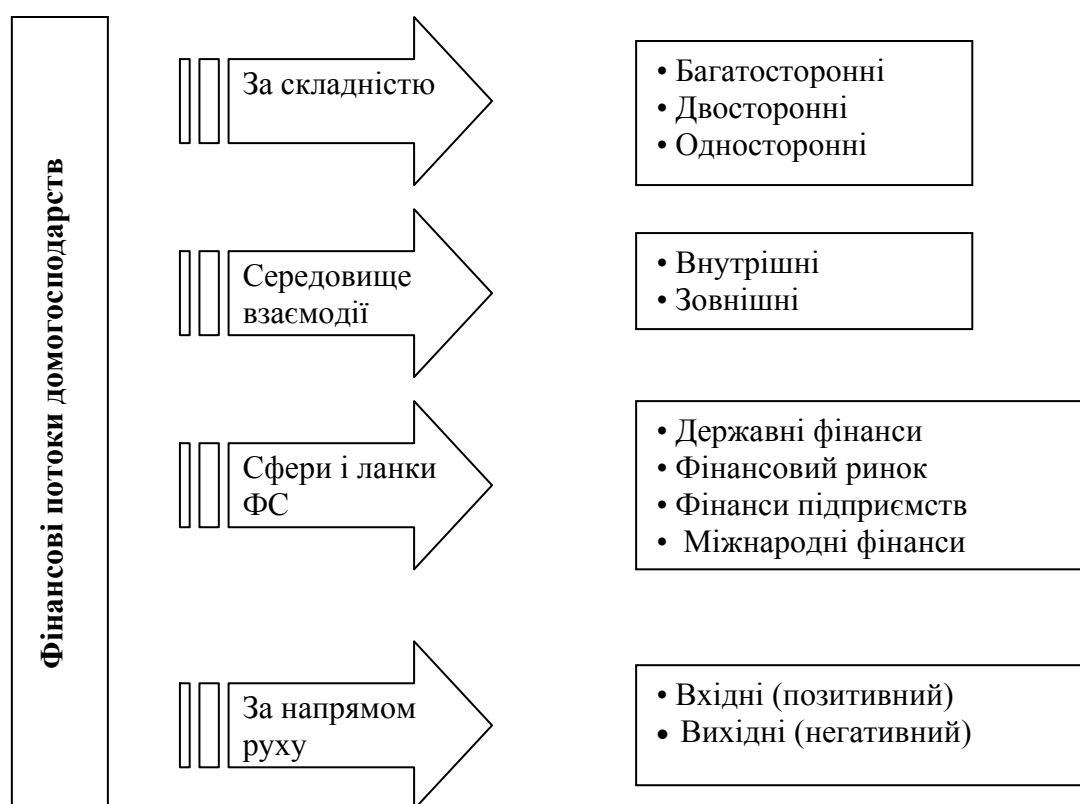 Фінансові потоки домогосподарств
За складністю
• Багатосторонні
• Двосторонні
• Односторонні
Середовище
взаємодії
• Внутрішні
• Зовнішні
Сфери і ланки
ФС
• Державні фінанси
• Фінансовий ринок
• Фінанси підприємств
• Міжнародні фінанси
За напрямом
руху
• Вхідні (позитивний)
• Вихідні (негативний)